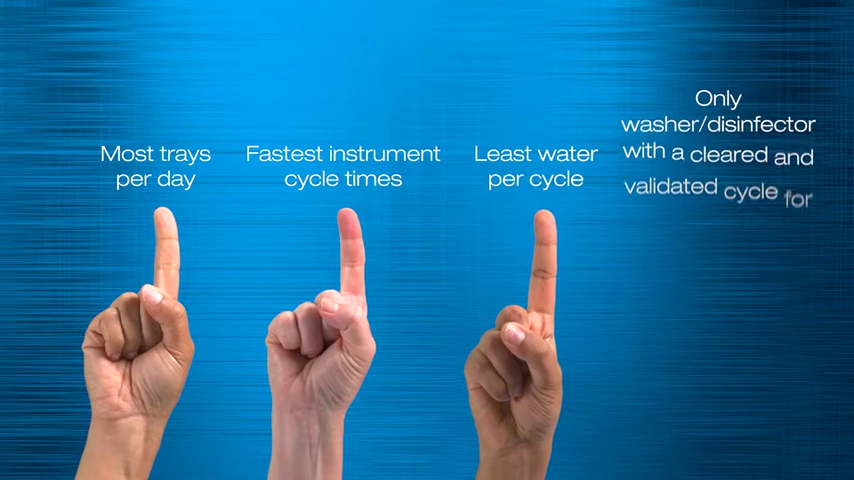 Most trays
per day
Fastest instrument
cycle times
Least water
per cycle
Only
washer/disinfector
with a cleared and
validated cycle for